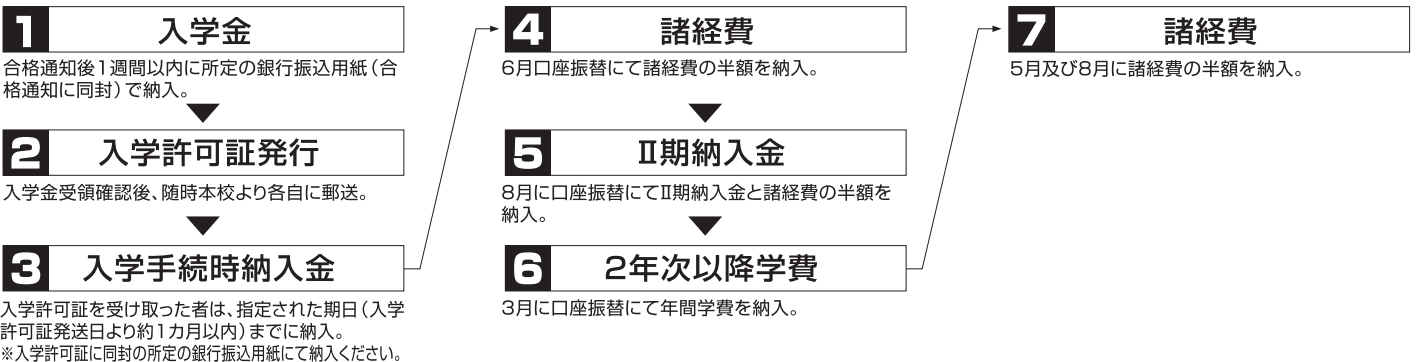 1 入学金
合格通知後1週間以内に所定の銀行振込用紙（合
格通知に同封）で納入。
2 入学許可証発行
入学金受領確認後、随時本校より各自に郵送。
3 入学手続時納入金
入学許可証を受け取った者は、指定された期日（入学
許可証発送日より約1カ月以内）までに納入。
※入学許可証に同封の所定の銀行振込用紙にて納入ください。
4 諸経費
6月口座振替にて諸経費の半額を納入。
5 Ⅱ期納入金
8月に口座振替にてⅡ期納入金と諸経費の半額を
納入。
6 2年次以降学費
3月に口座振替にて年間学費を納入。
7 諸経費
5月及び8月に諸経費の半額を納入。